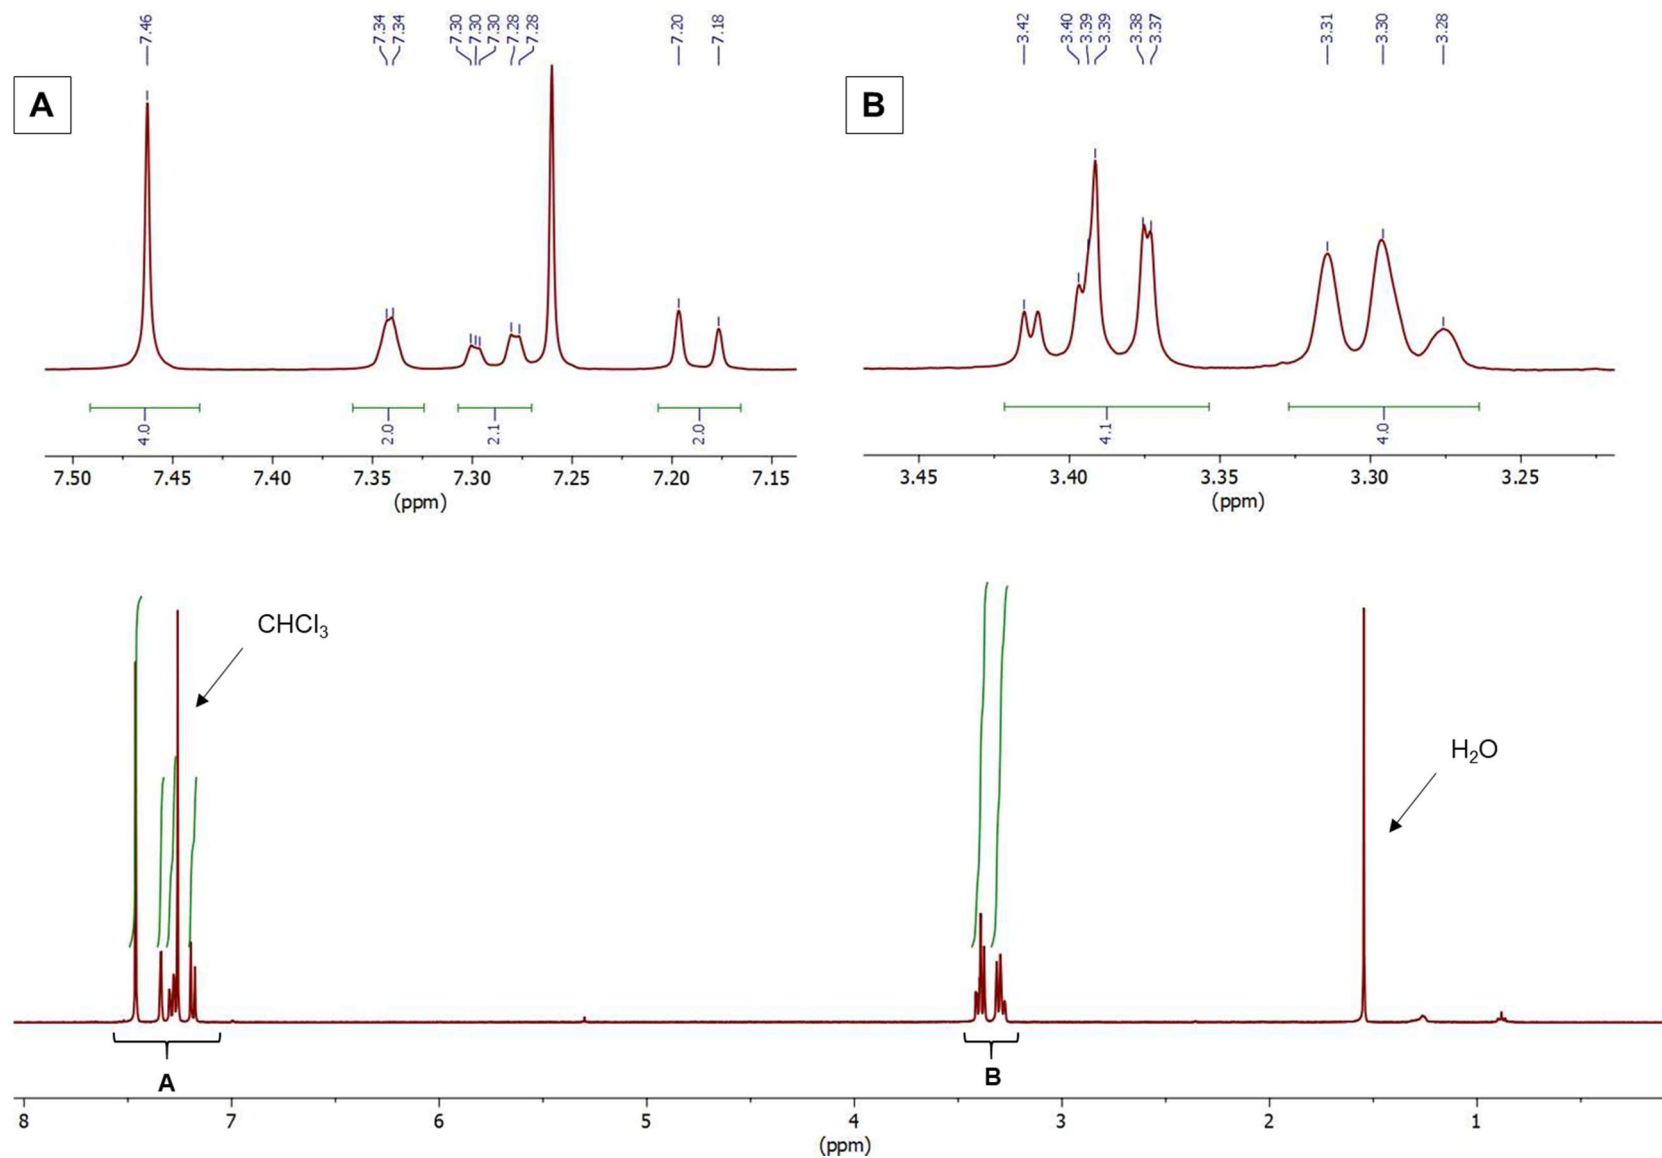 7.46 7.34 7.34 7.30 7.30 7.30 7.28 7.28 7.20 7.18
A
4.0 2.0 2.1 2.0
7.50 7.45 7.40 7.35 7.30 7.25 7.20 7.15
(ppm)
3.42 3.40 3.39 3.39 3.38 3.37 3.31 3.30 3.28
B
4.1 4.0
3.45 3.40 3.35 3.30 3.25
(ppm)
CHCl₃
H₂O
A
B
8 7 6 5 4 3 2 1
(ppm)